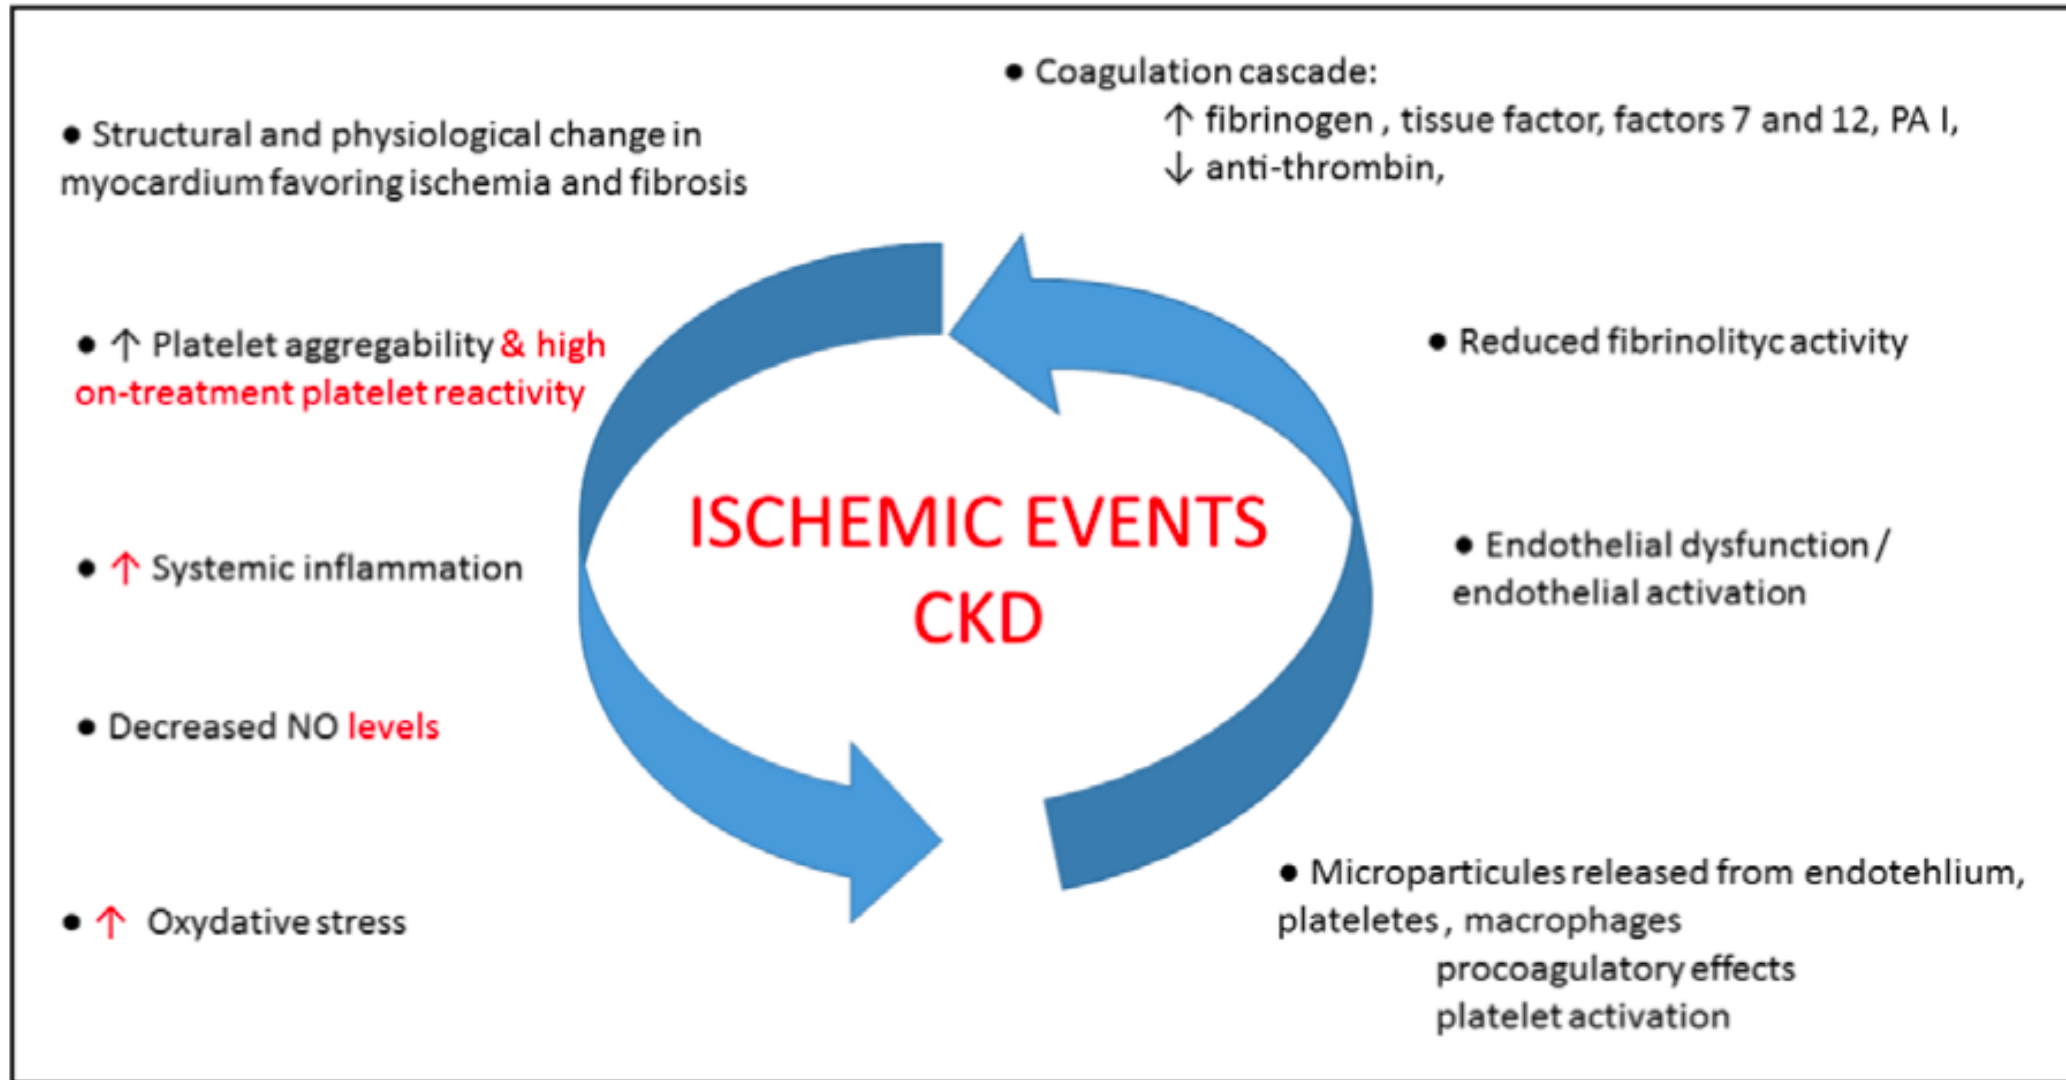 ● Structural and physiological change in
myocardium favoring ischemia and fibrosis
● ↑ Platelet aggregability & high
on-treatment platelet reactivity
● ↑ Systemic inflammation
● Decreased NO levels
● ↑ Oxydative stress
● Coagulation cascade:
↑ fibrinogen , tissue factor, factors 7 and 12, PA I,
↓ anti-thrombin,
● Reduced fibrinolityc activity
● Endothelial dysfunction /
endothelial activation
● Microparticules released from endotehlium,
plateletes , macrophages
procoagulatory effects
platelet activation
ISCHEMIC EVENTS
CKD